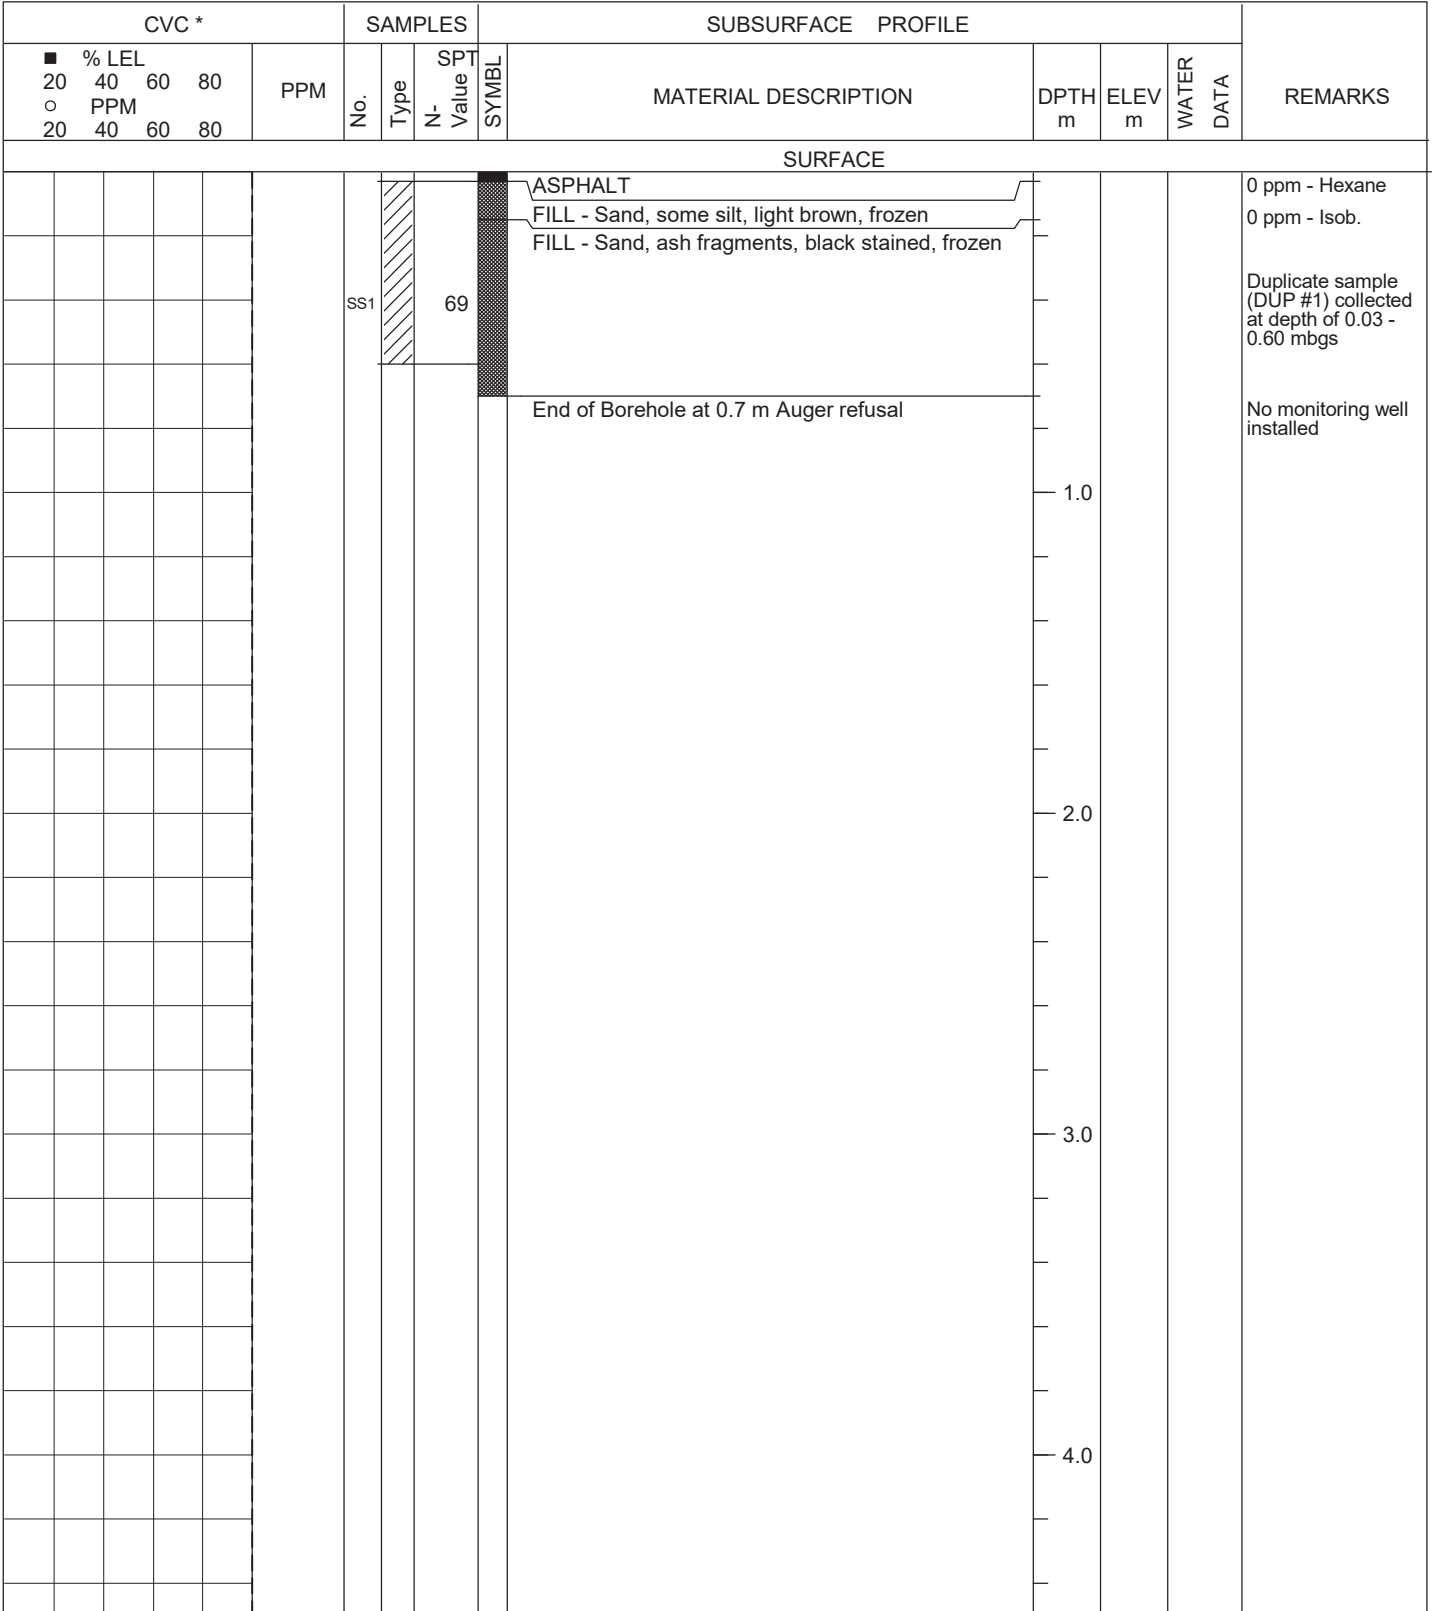 CVC *
SAMPLES
SUBSURFACE PROFILE
■ % LEL
20 40 60 80
○ PPM
20 40 60 80
PPM
No.
Type
SPT
N-
Value
SYMBL
MATERIAL DESCRIPTION
DPTH
m
ELEV
m
WATER
DATA
REMARKS
SURFACE
ASPHALT
0 ppm - Hexane
FILL - Sand, some silt, light brown, frozen
0 ppm - Isob.
FILL - Sand, ash fragments, black stained, frozen
SS1
69
Duplicate sample
(DUP #1) collected
at depth of 0.03 -
0.60 mbgs
End of Borehole at 0.7 m Auger refusal
No monitoring well
installed
1.0
2.0
3.0
4.0